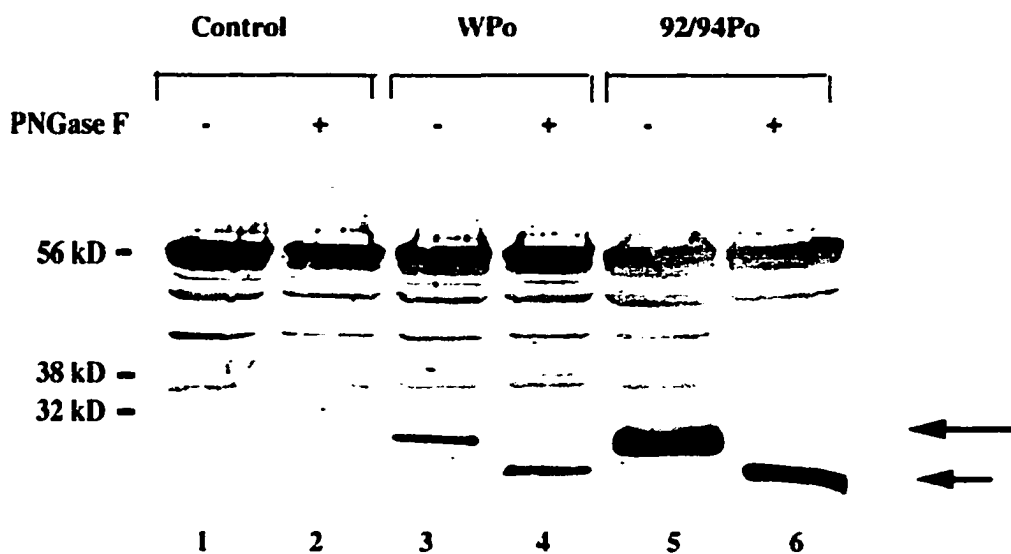 Control WPo 92/94Po
PNGase F - + - + - +
56 kD -
38 kD -
32 kD -
1 2 3 4 5 6